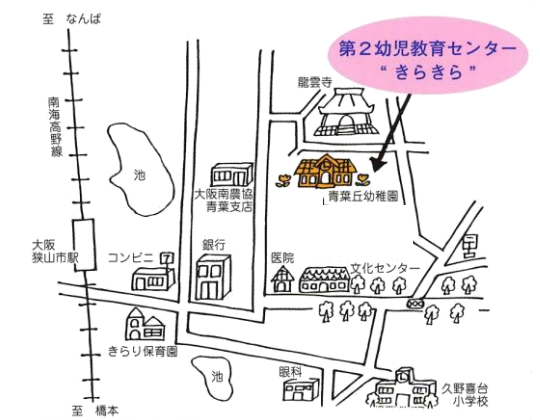 至 なんば
第２幼児教育センター
“ きらきら ”
龍雲寺
南海高野線
池
大阪南農協
青葉支店
青葉丘幼稚園
大阪
狭山市駅
コンビニ
7
銀行
医院
文化センター
きらり保育園
池
眼科
久野喜台
小学校
至 橋本